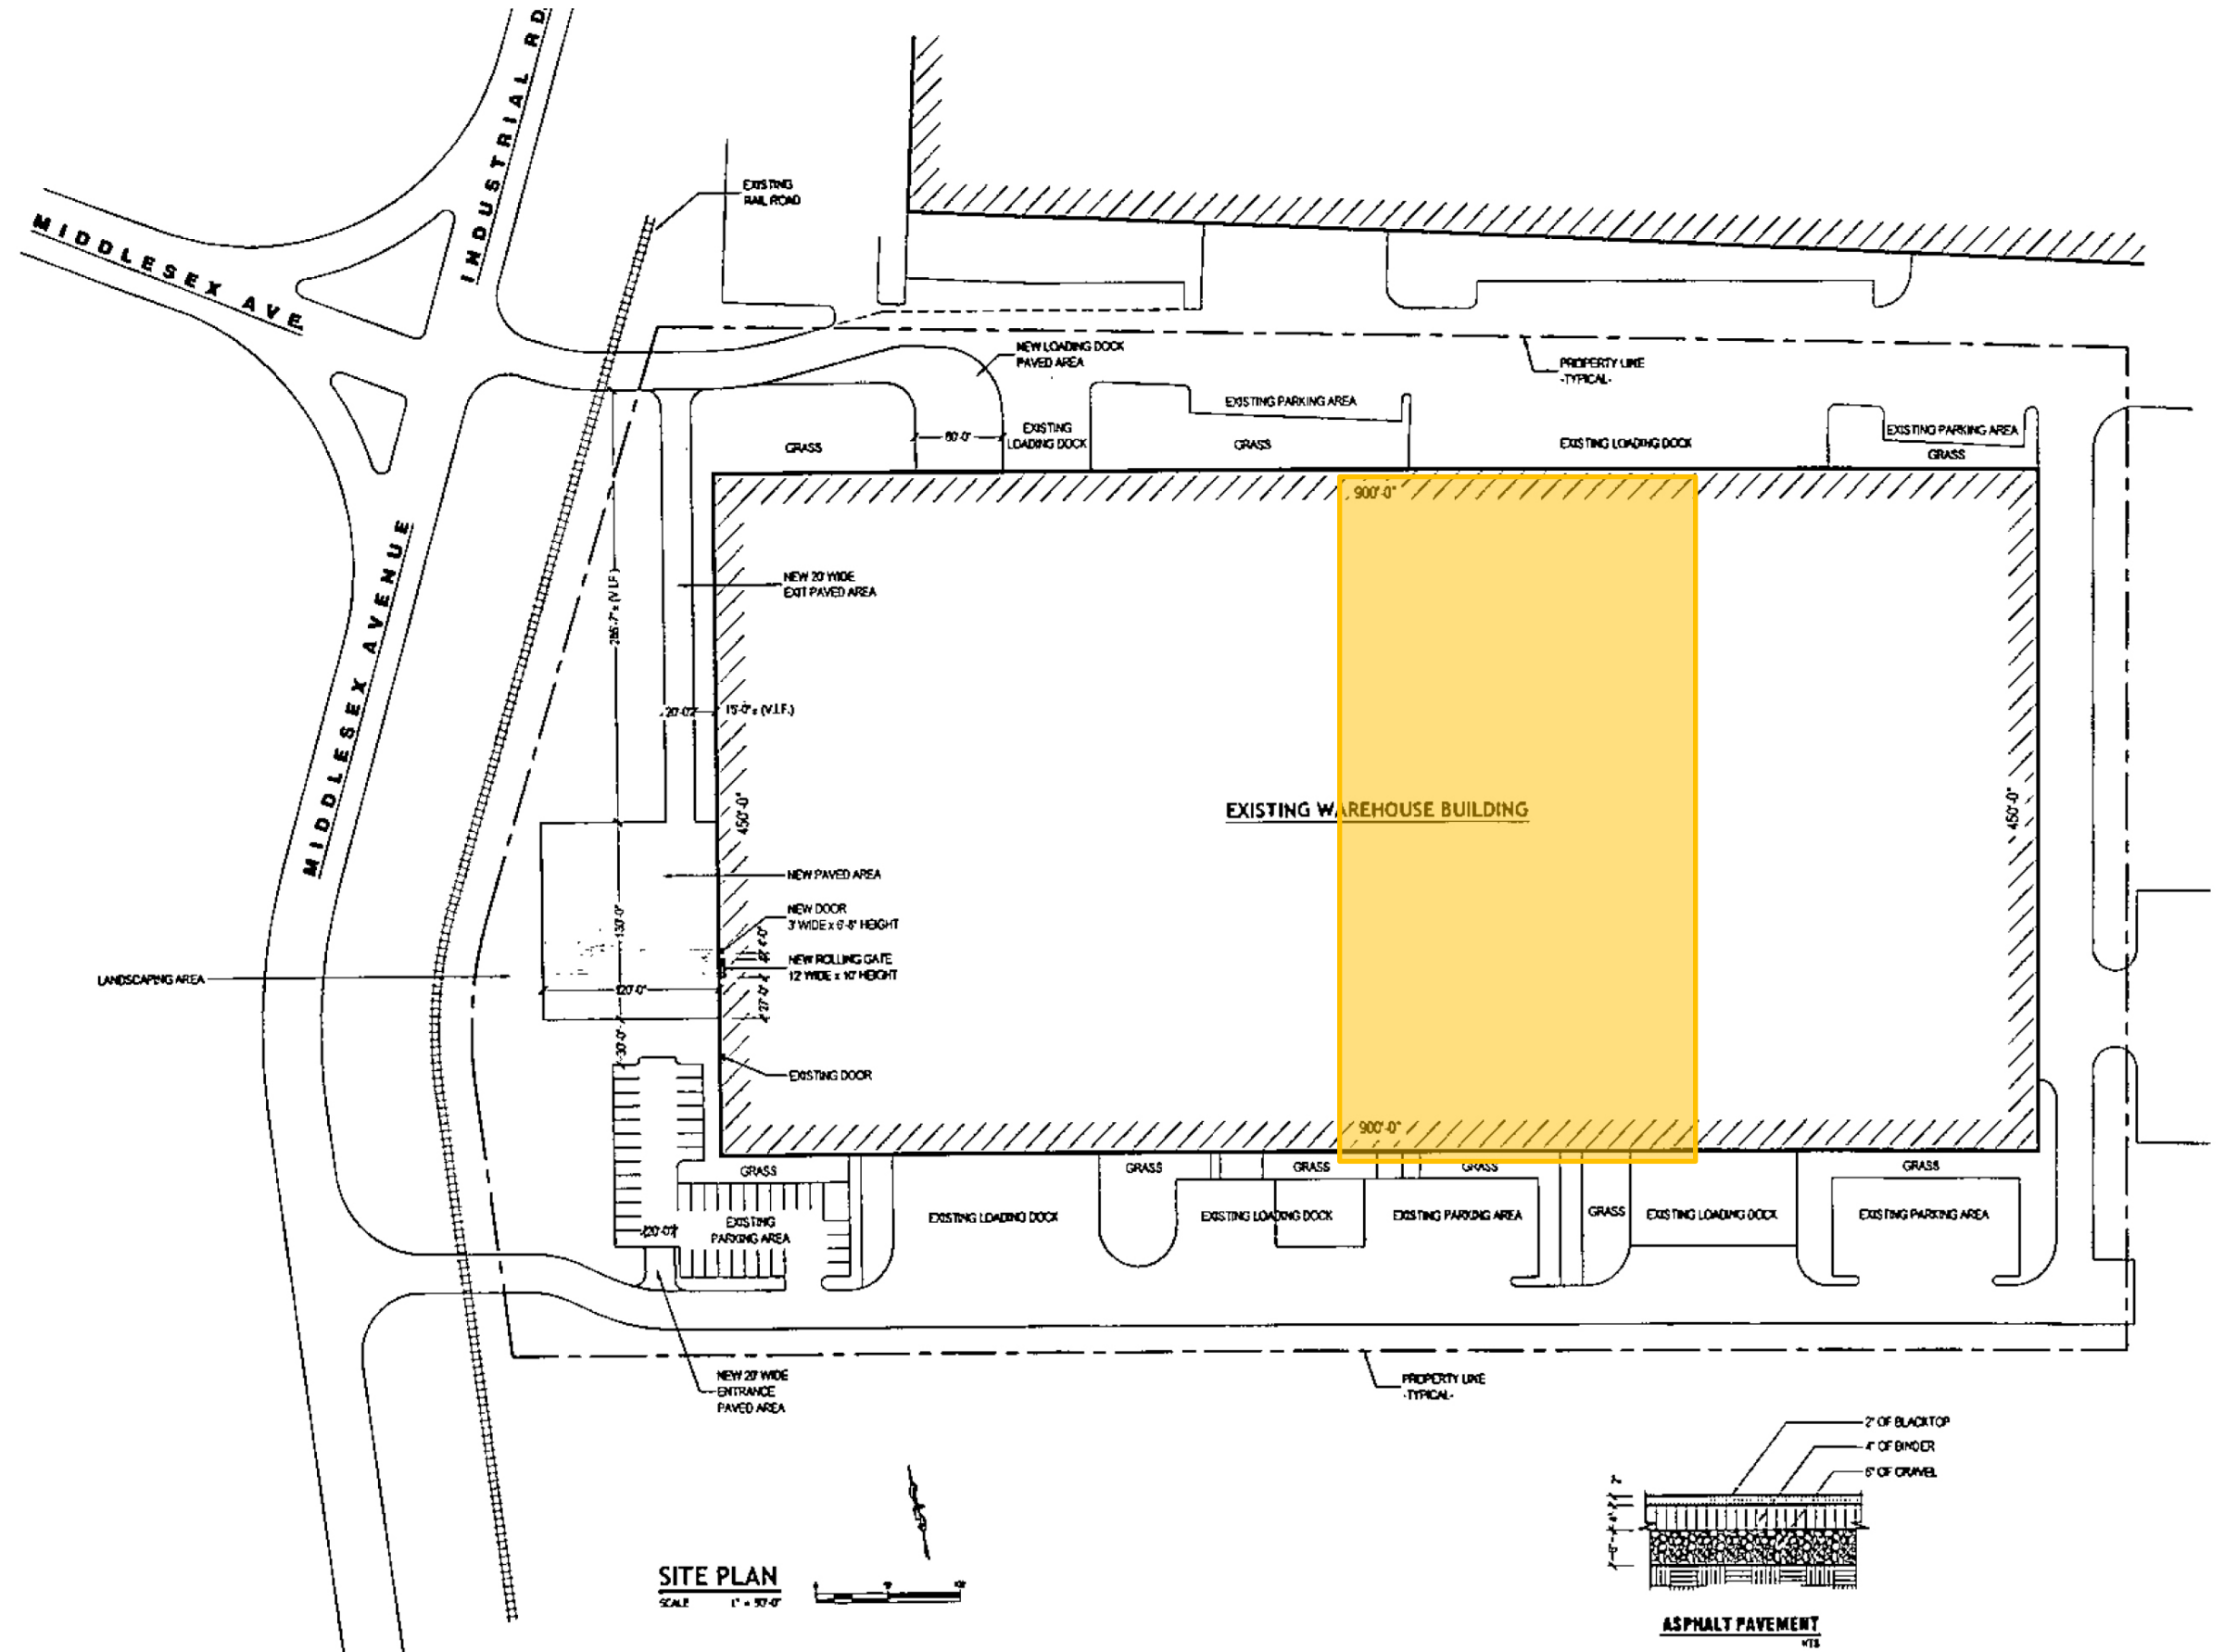 INDUSTRIAL RD
MIDDLESEX AVE
EXISTING
RAIL ROAD
NEW LOADING DOCK
PAVED AREA
PROPERTY LINE
-TYPICAL-
EXISTING PARKING AREA
EXISTING PARKING AREA
60'-0"
EXISTING
LOADING DOCK
GRASS
GRASS
EXISTING LOADING DOCK
GRASS
900'-0"
MIDDLESEX AVENUE
NEW 20' WIDE
EXIT PAVED AREA
20'-0"
15'-0"± (V.I.F.)
EXISTING WAREHOUSE BUILDING
450'-0"
450'-0"
NEW PAVED AREA
NEW DOOR
3' WIDE x 6'-8" HEIGHT
130'-0"
NEW ROLLING GATE
12' WIDE x 10' HEIGHT
LANDSCAPING AREA
120'-0"
27'-0"
30'-0"
EXISTING DOOR
900'-0"
GRASS
GRASS
GRASS
GRASS
GRASS
EXISTING
PARKING AREA
20'-0"
EXISTING LOADING DOCK
EXISTING LOADING DOCK
EXISTING PARKING AREA
GRASS
EXISTING LOADING DOCK
EXISTING PARKING AREA
NEW 20' WIDE
ENTRANCE
PAVED AREA
PROPERTY LINE
-TYPICAL-
2" OF BLACKTOP
4" OF BINDER
6" OF GRAVEL
SITE PLAN
SCALE
ASPHALT PAVEMENT
NTS